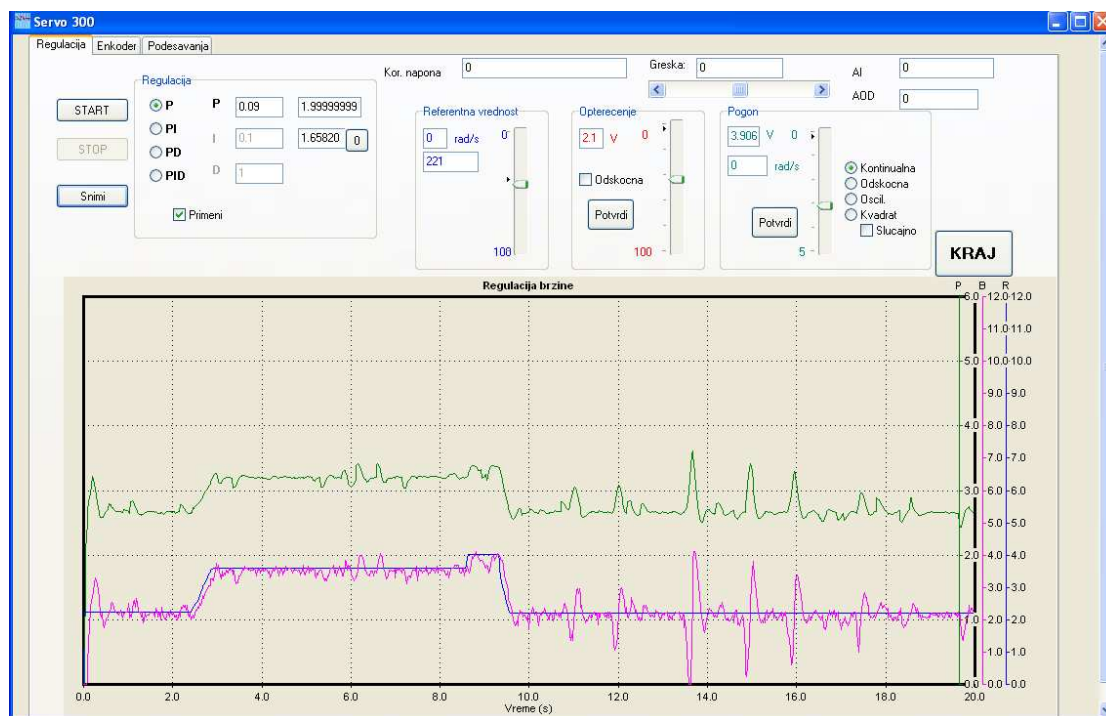 Servo 300
Regulacija Enkoder Podesavanja
START
STOP
Snimi
Regulacija
P
PI
PD
PID
P 0.09 1.99999999
I 0.1 1.65820 0
D 1
Primeni
Kor. napona 0
Greska: 0
AI 0
AOD 0
Referentna vrednost
0 rad/s 0
221
100
Opterecenje
2.1 V 0
Odskocna
Potvrdi
100
Pogon
3.906 V 0
0 rad/s
Potvrdi
5
Kontinualna
Odskocna
Oscil.
Kvadrat
Slucajno
KRAJ
Regulacija brzine
P B R
6.0 12.0 12.0
11.0 11.0
5.0 10.0 10.0
9.0 9.0
4.0 8.0 8.0
7.0 7.0
3.0 6.0 6.0
5.0 5.0
2.0 4.0 4.0
3.0 3.0
1.0 2.0 2.0
1.0 1.0
0.0 0.0 0.0
0.0 2.0 4.0 6.0 8.0 10.0 12.0 14.0 16.0 18.0 20.0
Vreme (s)